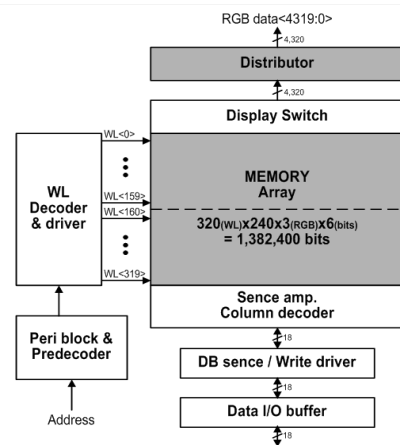 RGB data<4319:0>
4,320
Distributor
4,320
Display Switch
WL<0>
WL
Decoder
& driver
WL<159>
WL<160>
WL<319>
MEMORY
Array
320(WL)x240x3(RGB)x6(bits)
= 1,382,400 bits
Sence amp.
Column decoder
18
Peri block &
Predecoder
DB sence / Write driver
18
Address
Data I/O buffer
18